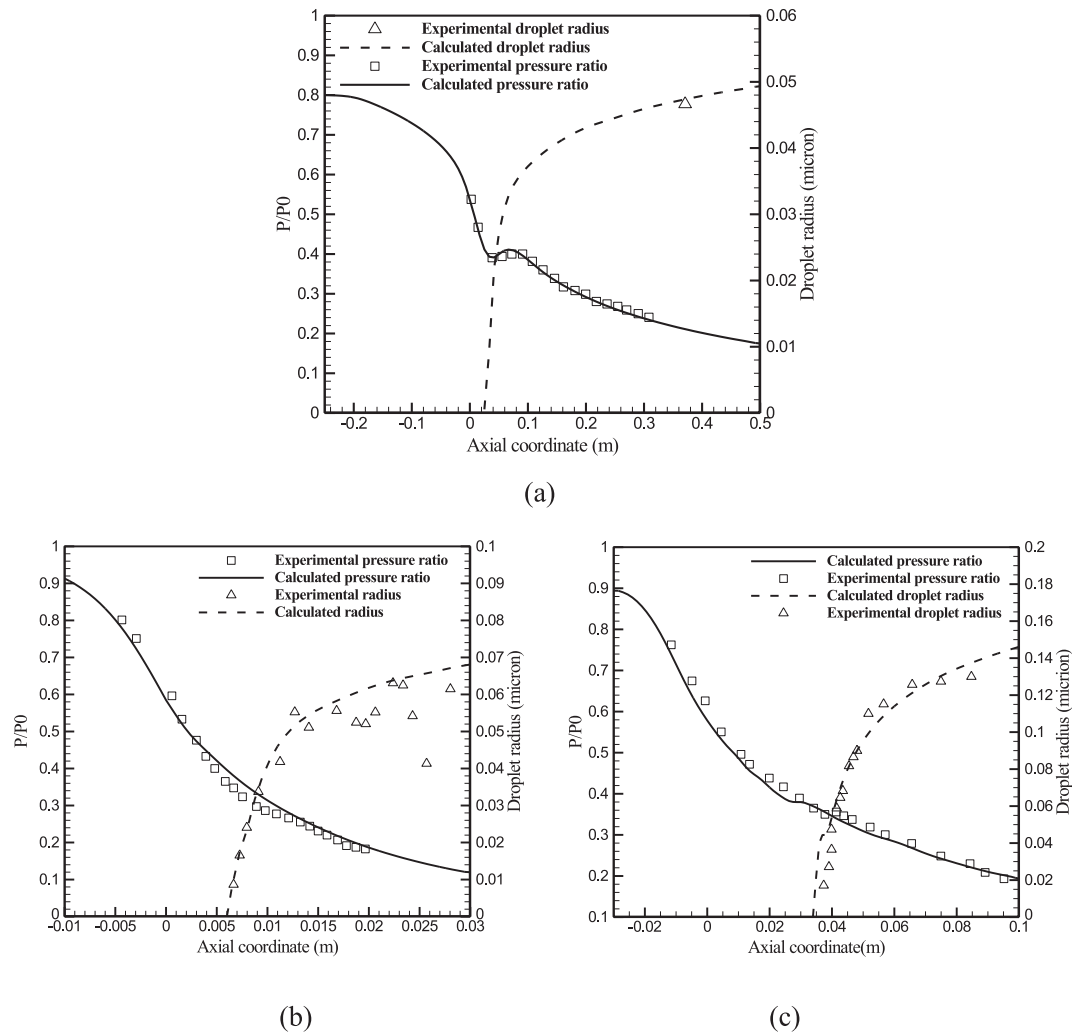 1
0.9
0.8
0.7
0.6
0.5
0.4
0.3
0.2
0.1
0
P/P0
Experimental droplet radius
Calculated droplet radius
Experimental pressure ratio
Calculated pressure ratio
0.06
0.05
0.04
0.03
0.02
0.01
0
Droplet radius (micron)
-0.2 -0.1 0 0.1 0.2 0.3 0.4 0.5
Axial coordinate (m)
(a)
1
0.9
0.8
0.7
0.6
0.5
0.4
0.3
0.2
0.1
0
P/P0
Experimental pressure ratio
Calculated pressure ratio
Experimental radius
Calculated radius
0.1
0.09
0.08
0.07
0.06
0.05
0.04
0.03
0.02
0.01
0
Droplet radius (micron)
-0.01 -0.005 0 0.005 0.01 0.015 0.02 0.025 0.03
Axial coordinate (m)
(b)
1
0.9
0.8
0.7
0.6
0.5
0.4
0.3
0.2
0.1
P/P0
Calculated pressure ratio
Experimental pressure ratio
Calculated droplet radius
Experimental droplet radius
0.2
0.18
0.16
0.14
0.12
0.1
0.08
0.06
0.04
0.02
0
Droplet radius (micrion)
-0.02 0 0.02 0.04 0.06 0.08 0.1
Axial coordinate(m)
(c)